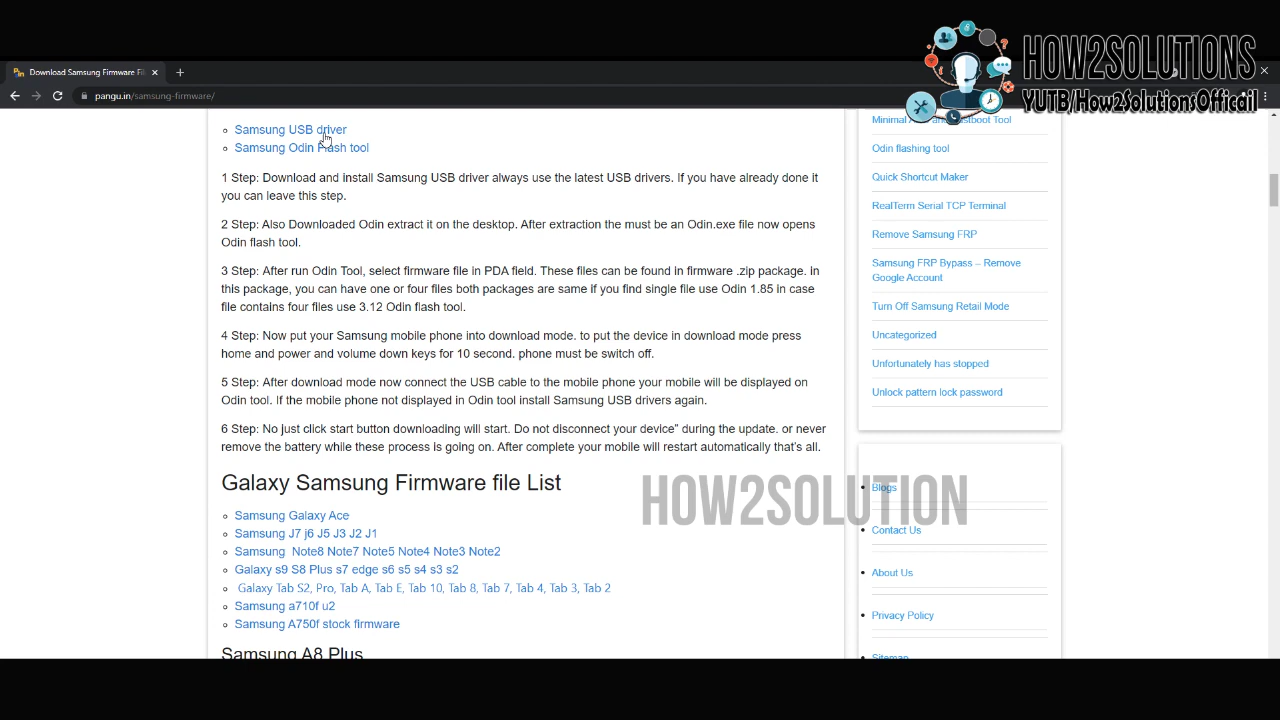 HOW2SOLUTIONS
YUTB/How2SolutionsOfficail
Download Samsung Firmware Fil
pangu.in/samsung-firmware/
Samsung USB driver
Samsung Odin Flash tool
1 Step: Download and install Samsung USB driver always use the latest USB drivers. If you have already done it
you can leave this step.
2 Step: Also Downloaded Odin extract it on the desktop. After extraction the must be an Odin.exe file now opens
Odin flash tool.
3 Step: After run Odin Tool, select firmware file in PDA field. These files can be found in firmware .zip package. in
this package, you can have one or four files both packages are same if you find single file use Odin 1.85 in case
file contains four files use 3.12 Odin flash tool.
4 Step: Now put your Samsung mobile phone into download mode. to put the device in download mode press
home and power and volume down keys for 10 second. phone must be switch off.
5 Step: After download mode now connect the USB cable to the mobile phone your mobile will be displayed on
Odin tool. If the mobile phone not displayed in Odin tool install Samsung USB drivers again.
6 Step: No just click start button downloading will start. Do not disconnect your device” during the update. or never
remove the battery while these process is going on. After complete your mobile will restart automatically that’s all.
Galaxy Samsung Firmware file List
Samsung Galaxy Ace
Samsung J7 j6 J5 J3 J2 J1
Samsung Note8 Note7 Note5 Note4 Note3 Note2
Galaxy s9 S8 Plus s7 edge s6 s5 s4 s3 s2
Galaxy Tab S2, Pro, Tab A, Tab E, Tab 10, Tab 8, Tab 7, Tab 4, Tab 3, Tab 2
Samsung a710f u2
Samsung A750f stock firmware
Samsung A8 Plus
Minimal and Fastboot Tool
Odin flashing tool
Quick Shortcut Maker
RealTerm Serial TCP Terminal
Remove Samsung FRP
Samsung FRP Bypass – Remove
Google Account
Turn Off Samsung Retail Mode
Uncategorized
Unfortunately has stopped
Unlock pattern lock password
HOW2SOLUTION
Blogs
Contact Us
About Us
Privacy Policy
Sitemap